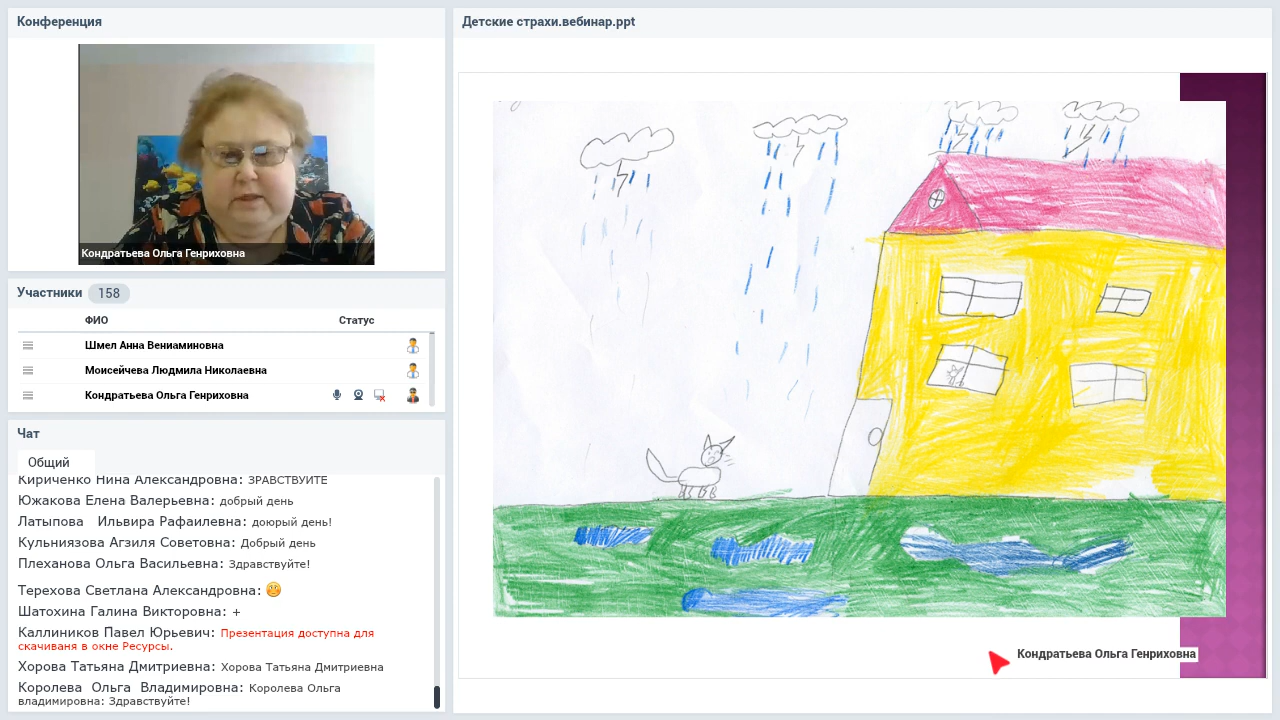 Конференция
Кондратьева Ольга Генриховна
Участники 158
ФИО Статус
Шмел Анна Вениаминовна
Моисейчева Людмила Николаевна
Кондратьева Ольга Генриховна
Чат
Общий
Кириченко Нина Александровна: ЗРАВСТВУИТЕ
Южакова Елена Валерьевна: добрый день
Латыпова Ильвира Рафаилевна: доюрый день!
Кульниязова Агзиля Советовна: Добрый день
Плеханова Ольга Васильевна: Здравствуйте!
Терехова Светлана Александровна:
Шатохина Галина Викторовна: +
Каллиников Павел Юрьевич: Презентация доступна для
скачиваня в окне Ресурсы.
Хорова Татьяна Дмитриевна: Хорова Татьяна Дмитриевна
Королева Ольга Владимировна: Королева Ольга
владимировна: Здравствуйте!
Детские страхи.вебинар.ppt
Кондратьева Ольга Генриховна